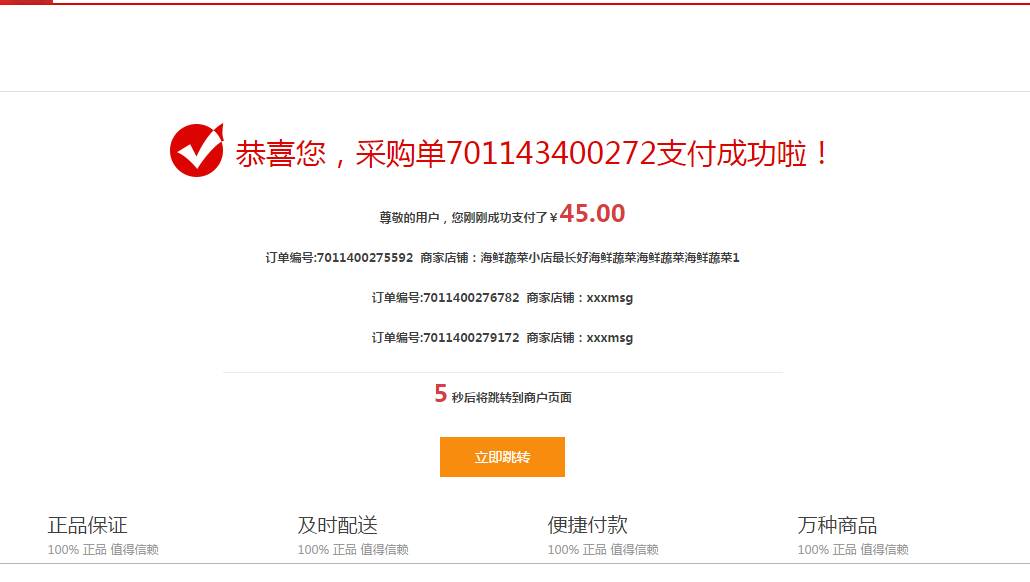 恭喜您，采购单701143400272支付成功啦！
尊敬的用户，您刚刚成功支付了￥45.00
订单编号:7011400275592 商家店铺：海鲜蔬菜小店最长好海鲜蔬菜海鲜蔬菜海鲜蔬菜1
订单编号:7011400276782 商家店铺：xxxmsg
订单编号:7011400279172 商家店铺：xxxmsg
5 秒后将跳转到商户页面
立即跳转
正品保证 及时配送 便捷付款 万种商品
100% 正品 值得信赖 100% 正品 值得信赖 100% 正品 值得信赖 100% 正品 值得信赖